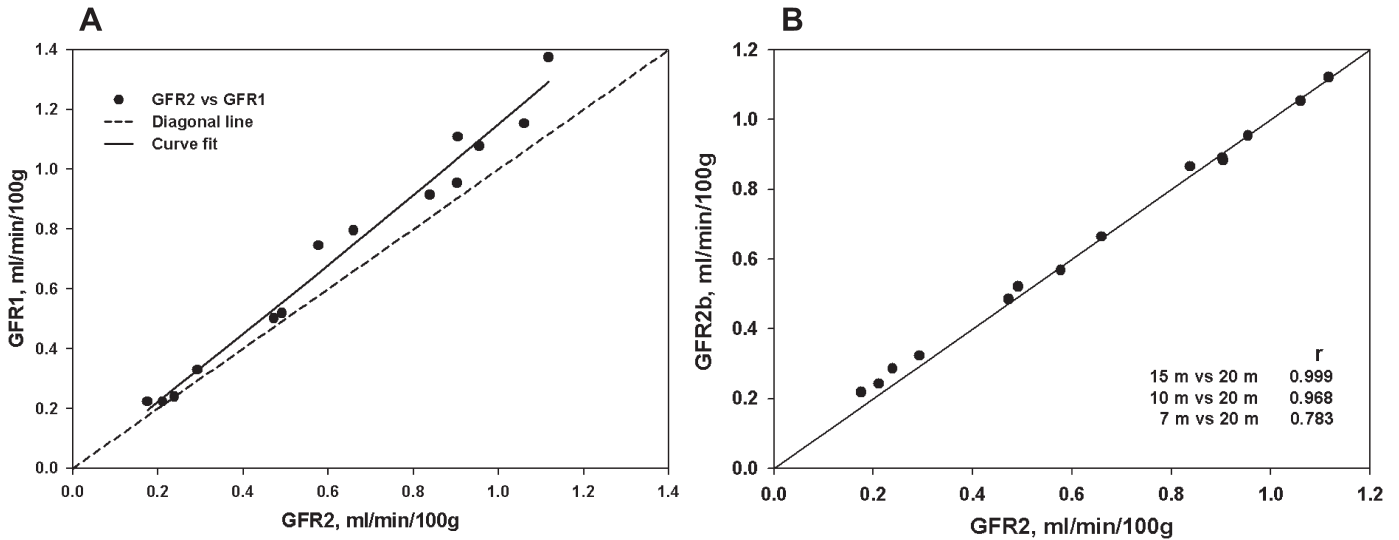 A
1.4
1.2
1.0
0.8
0.6
0.4
0.2
0.0
GFR1, ml/min/100g
GFR2 vs GFR1
Diagonal line
Curve fit
0.0 0.2 0.4 0.6 0.8 1.0 1.2 1.4
GFR2, ml/min/100g
B
1.2
1.0
0.8
0.6
0.4
0.2
0.0
GFR2b, ml/min/100g
r
15 m vs 20 m 0.999
10 m vs 20 m 0.968
7 m vs 20 m 0.783
0.0 0.2 0.4 0.6 0.8 1.0 1.2
GFR2, ml/min/100g